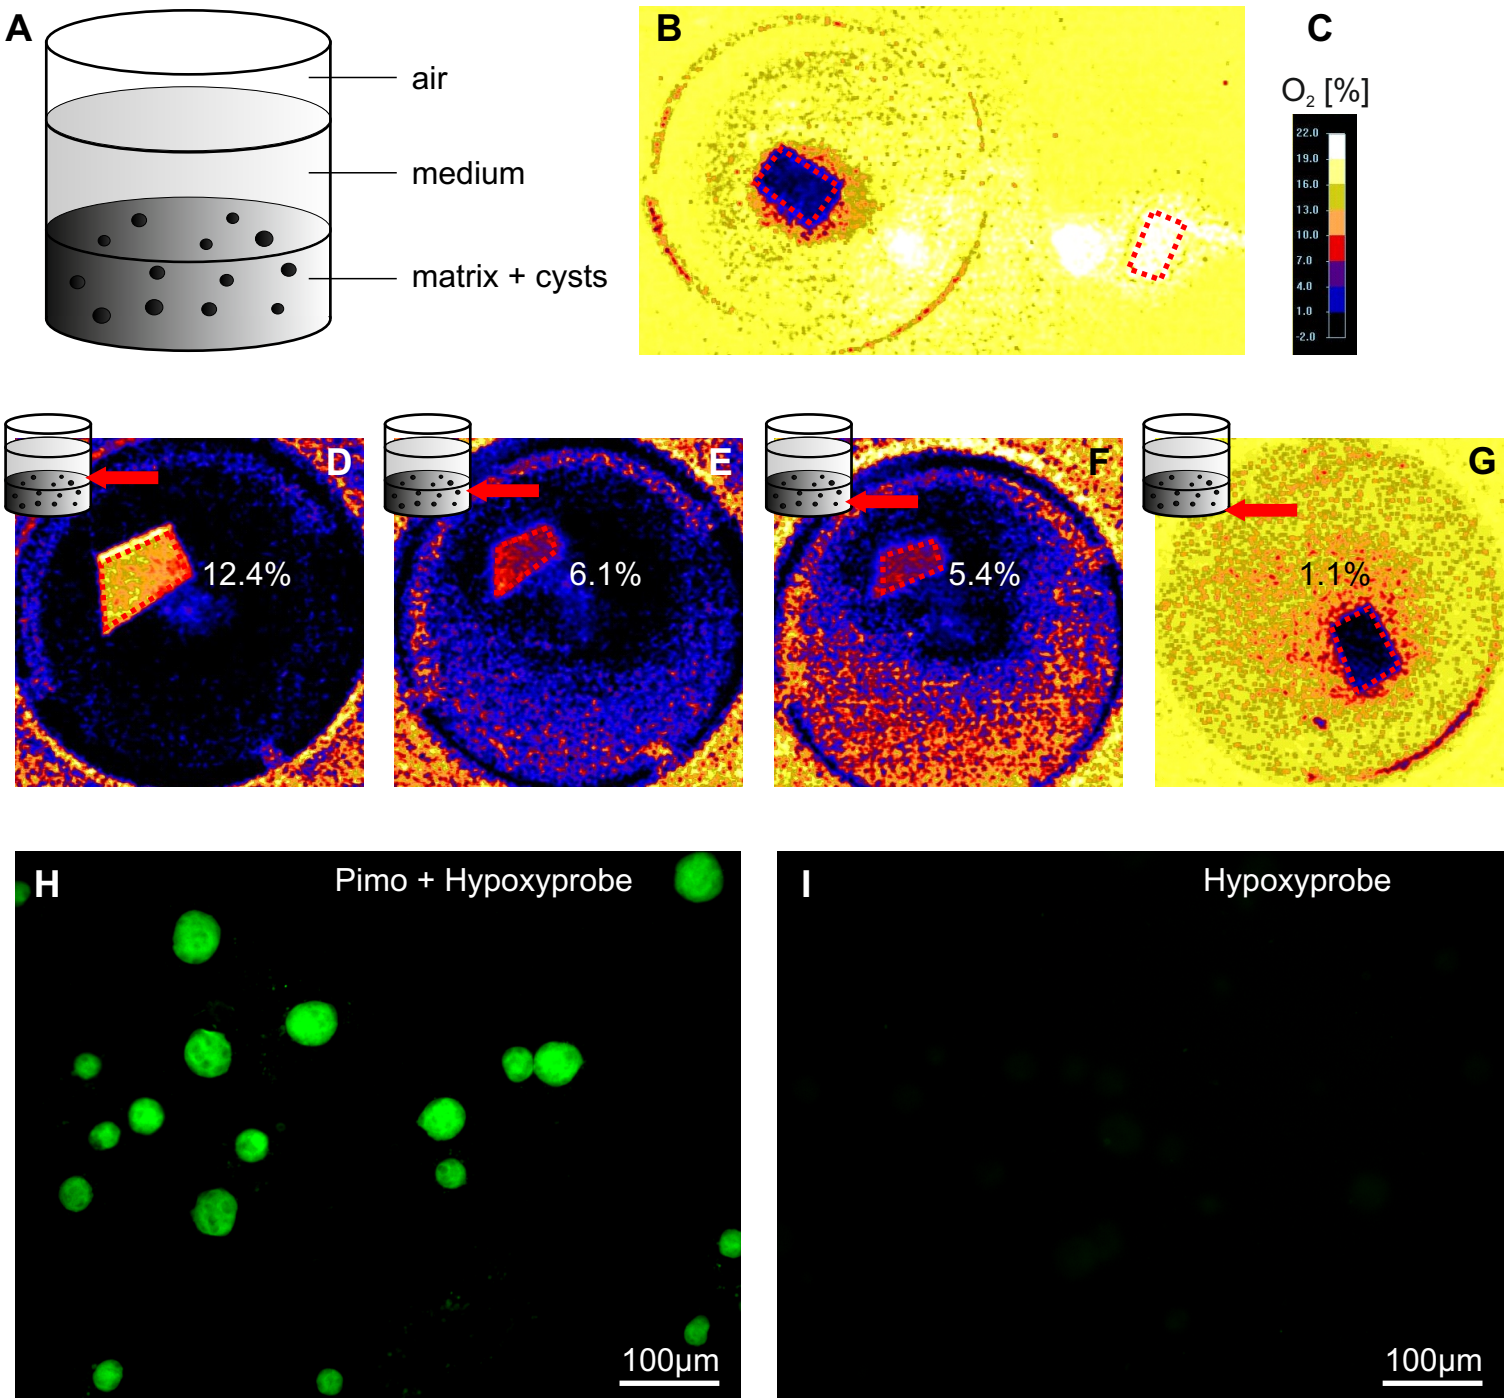 A
air
medium
matrix + cysts
B
C
O₂ [%]
22.0
19.0
16.0
13.0
10.0
7.0
4.0
1.0
-2.0
D
12.4%
E
6.1%
F
5.4%
G
1.1%
H
Pimo + Hypoxyprobe
100µm
I
Hypoxyprobe
100µm